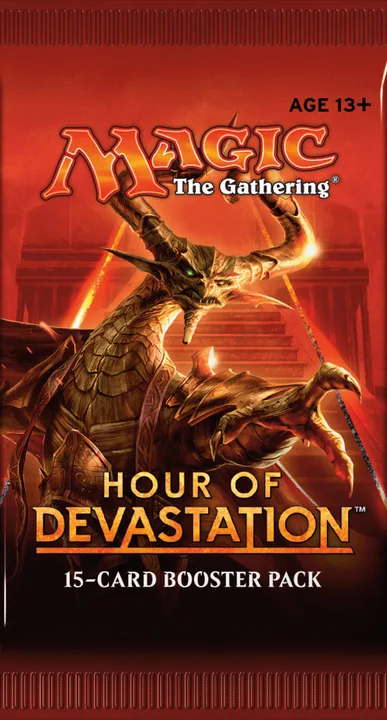 AGE 13+
MAGIC
The Gathering®
HOUR OF
DEVASTATION™
15-CARD BOOSTER PACK